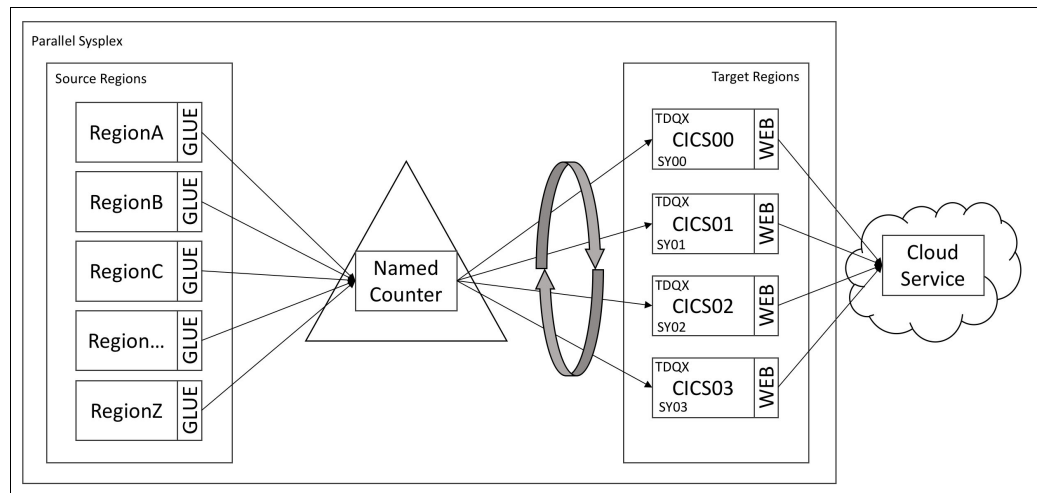 Parallel Sysplex
Source Regions
RegionA
GLUE
RegionB
GLUE
RegionC
GLUE
Region...
GLUE
RegionZ
GLUE
Named
Counter
Target Regions
TDQX
CICS00
SY00
WEB
TDQX
CICS01
SY01
WEB
TDQX
CICS02
SY02
WEB
TDQX
CICS03
SY03
WEB
Cloud
Service